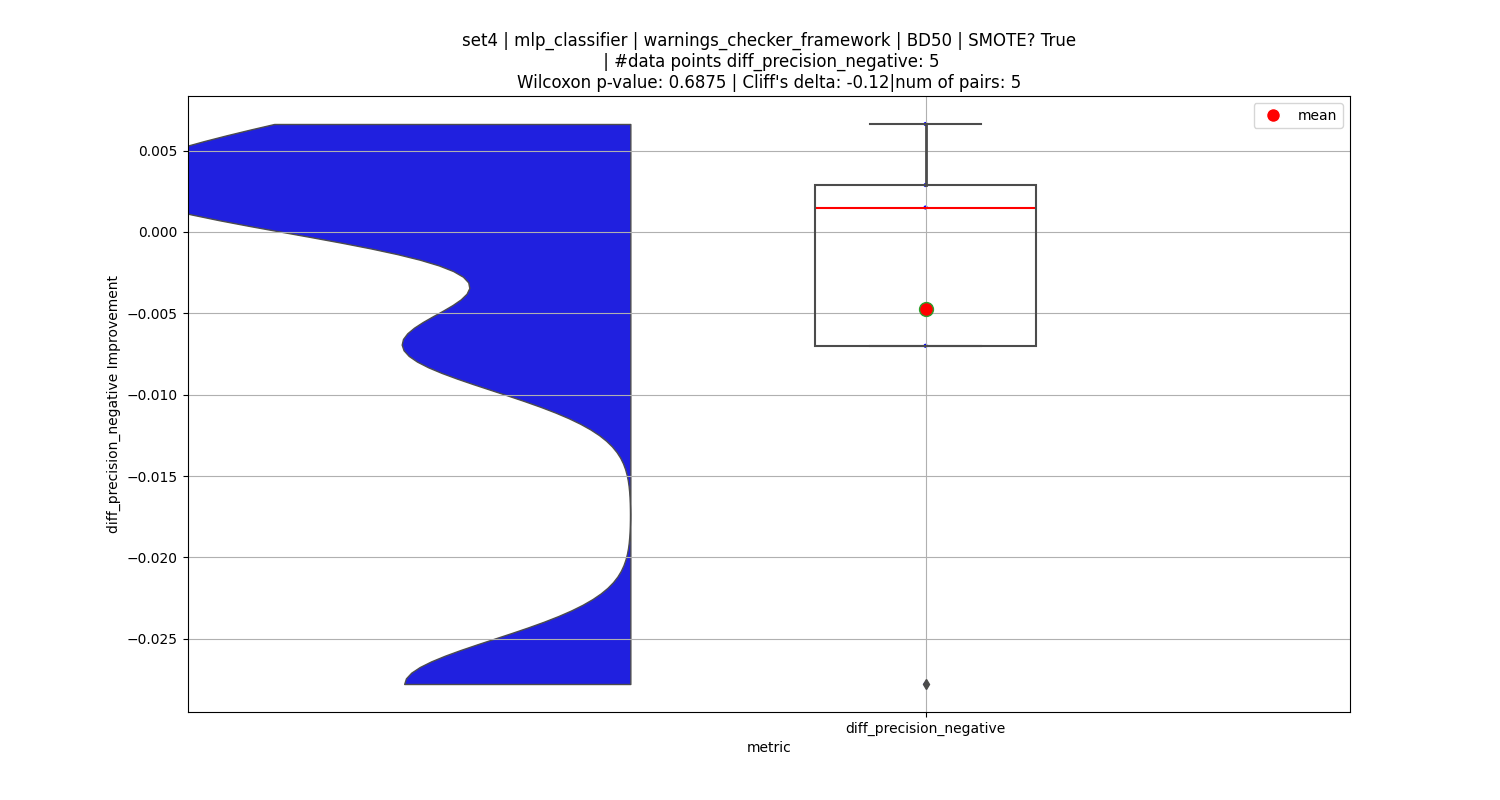 set4 | mlp_classifier | warnings_checker_framework | BD50 | SMOTE? True
| #data points diff_precision_negative: 5
Wilcoxon p-value: 0.6875 | Cliff's delta: -0.12|num of pairs: 5
mean
0.005
0.000
−0.005
−0.010
−0.015
−0.020
−0.025
diff_precision_negative Improvement
diff_precision_negative
metric